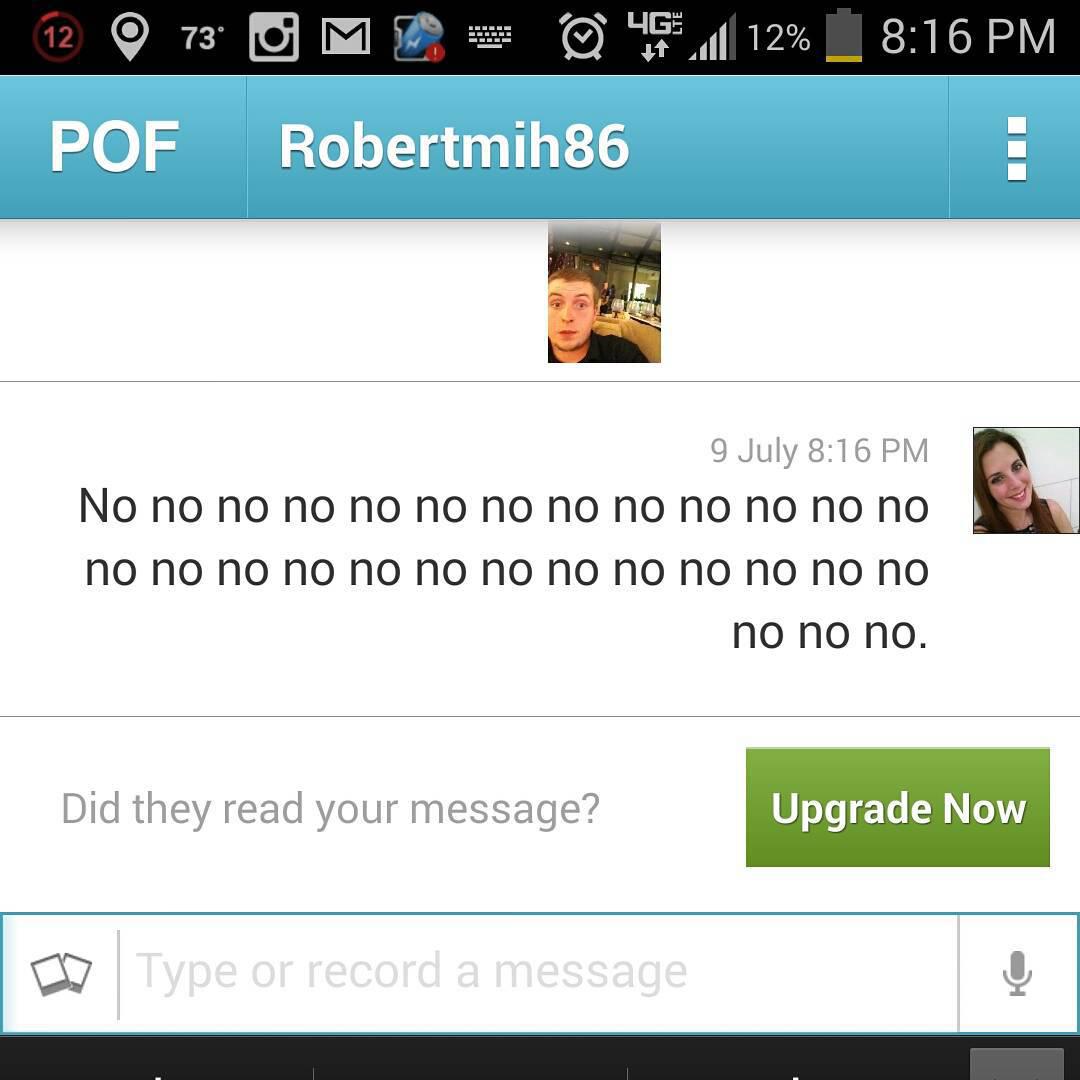 12 73° 4G LTE 12% 8:16 PM
POF Robertmih86
9 July 8:16 PM
No no no no no no no no no no no no no
no no no no no no no no no no no no no
no no no.
Did they read your message? Upgrade Now
Type or record a message